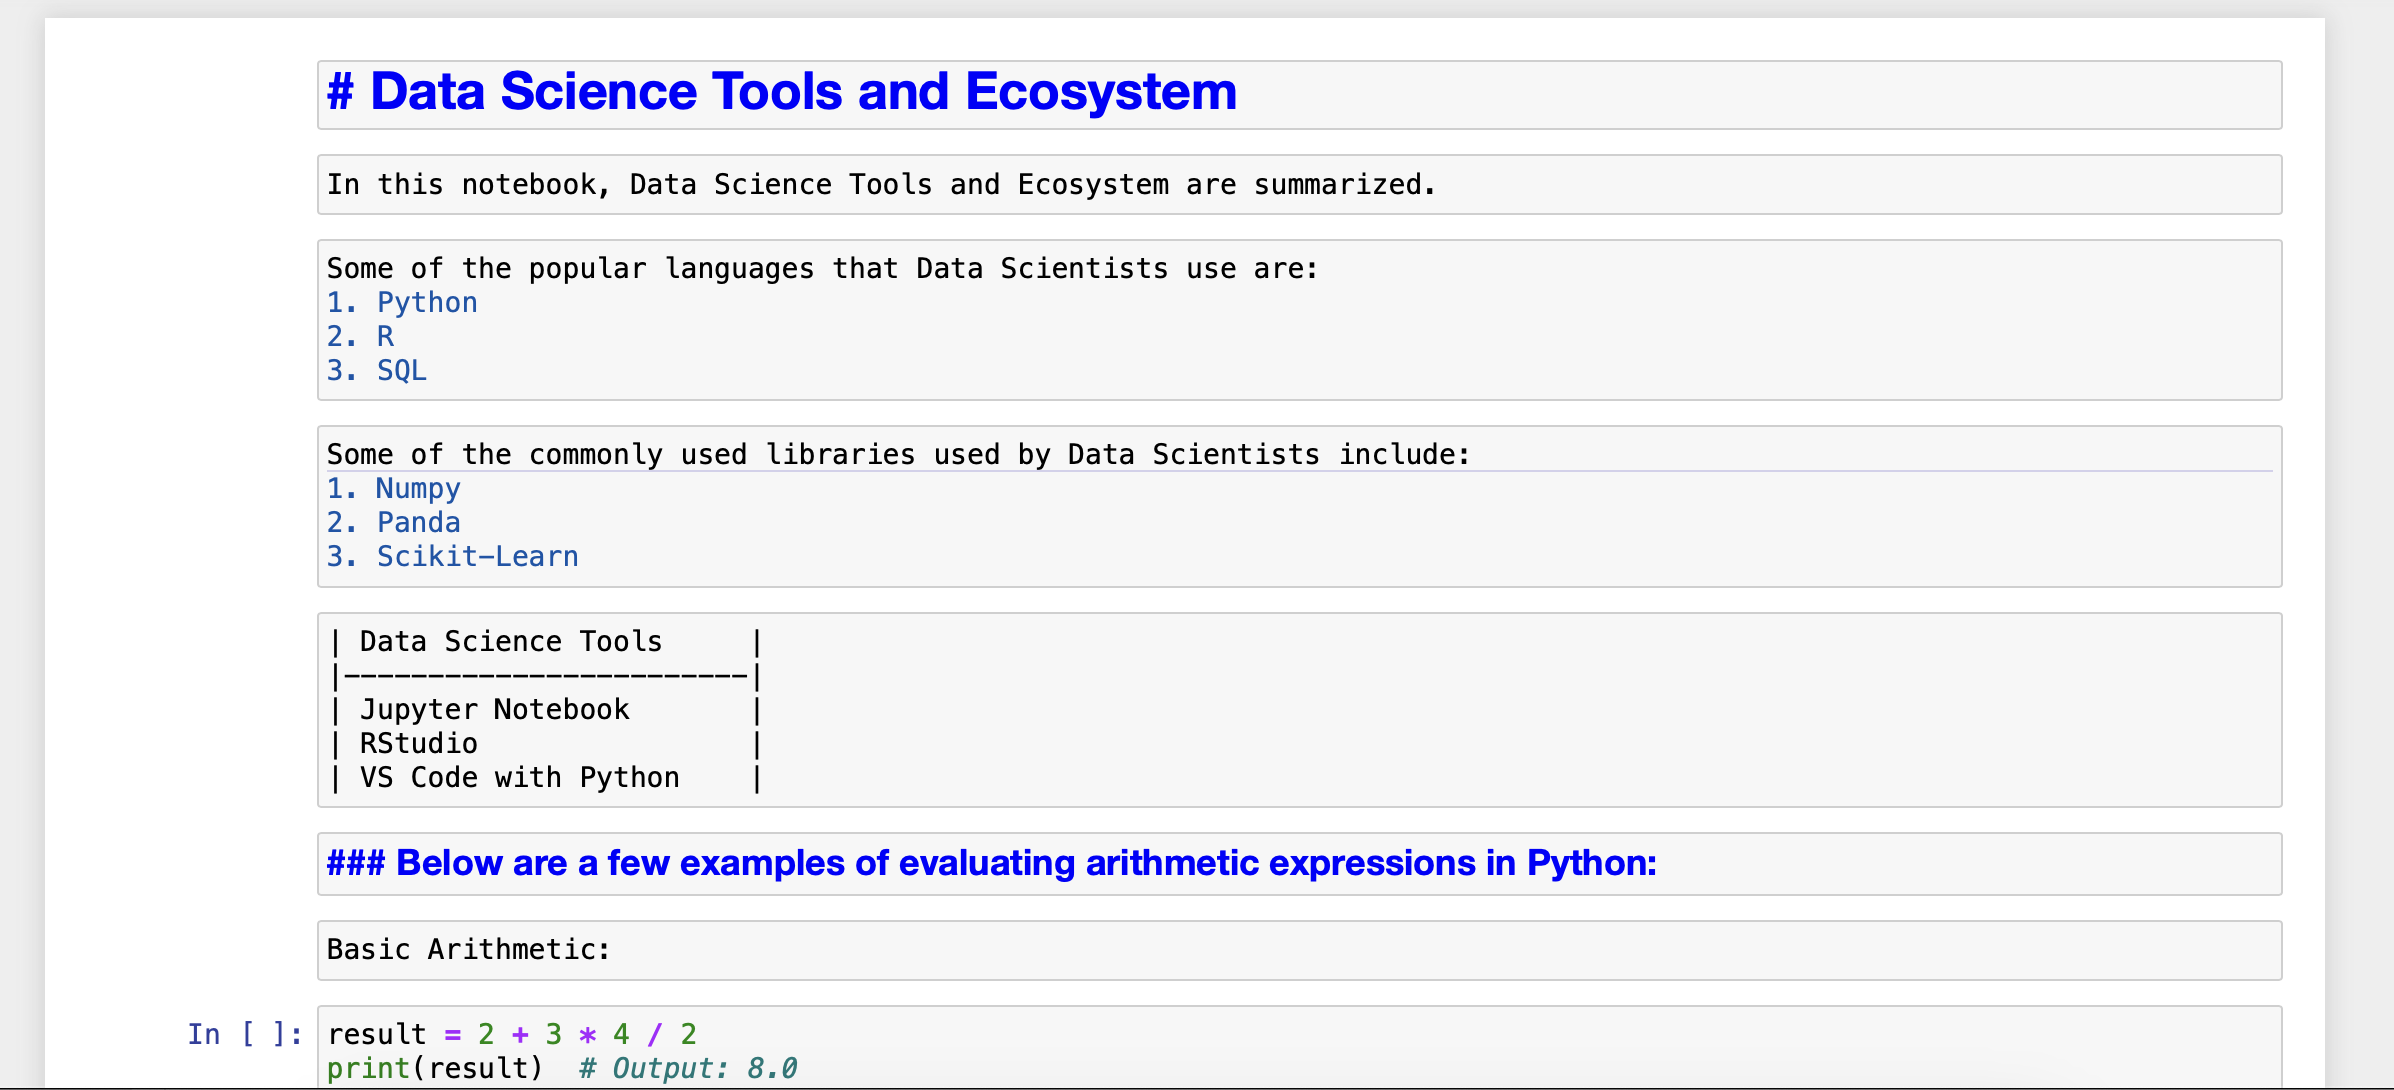 # Data Science Tools and Ecosystem
In this notebook, Data Science Tools and Ecosystem are summarized.
Some of the popular languages that Data Scientists use are:
1. Python
2. R
3. SQL
Some of the commonly used libraries used by Data Scientists include:
1. Numpy
2. Panda
3. Scikit-Learn
| Data Science Tools     |
|------------------------|
| Jupyter Notebook       |
| RStudio                |
| VS Code with Python    |
### Below are a few examples of evaluating arithmetic expressions in Python:
Basic Arithmetic:
In [ ]: result = 2 + 3 * 4 / 2
print(result)  # Output: 8.0